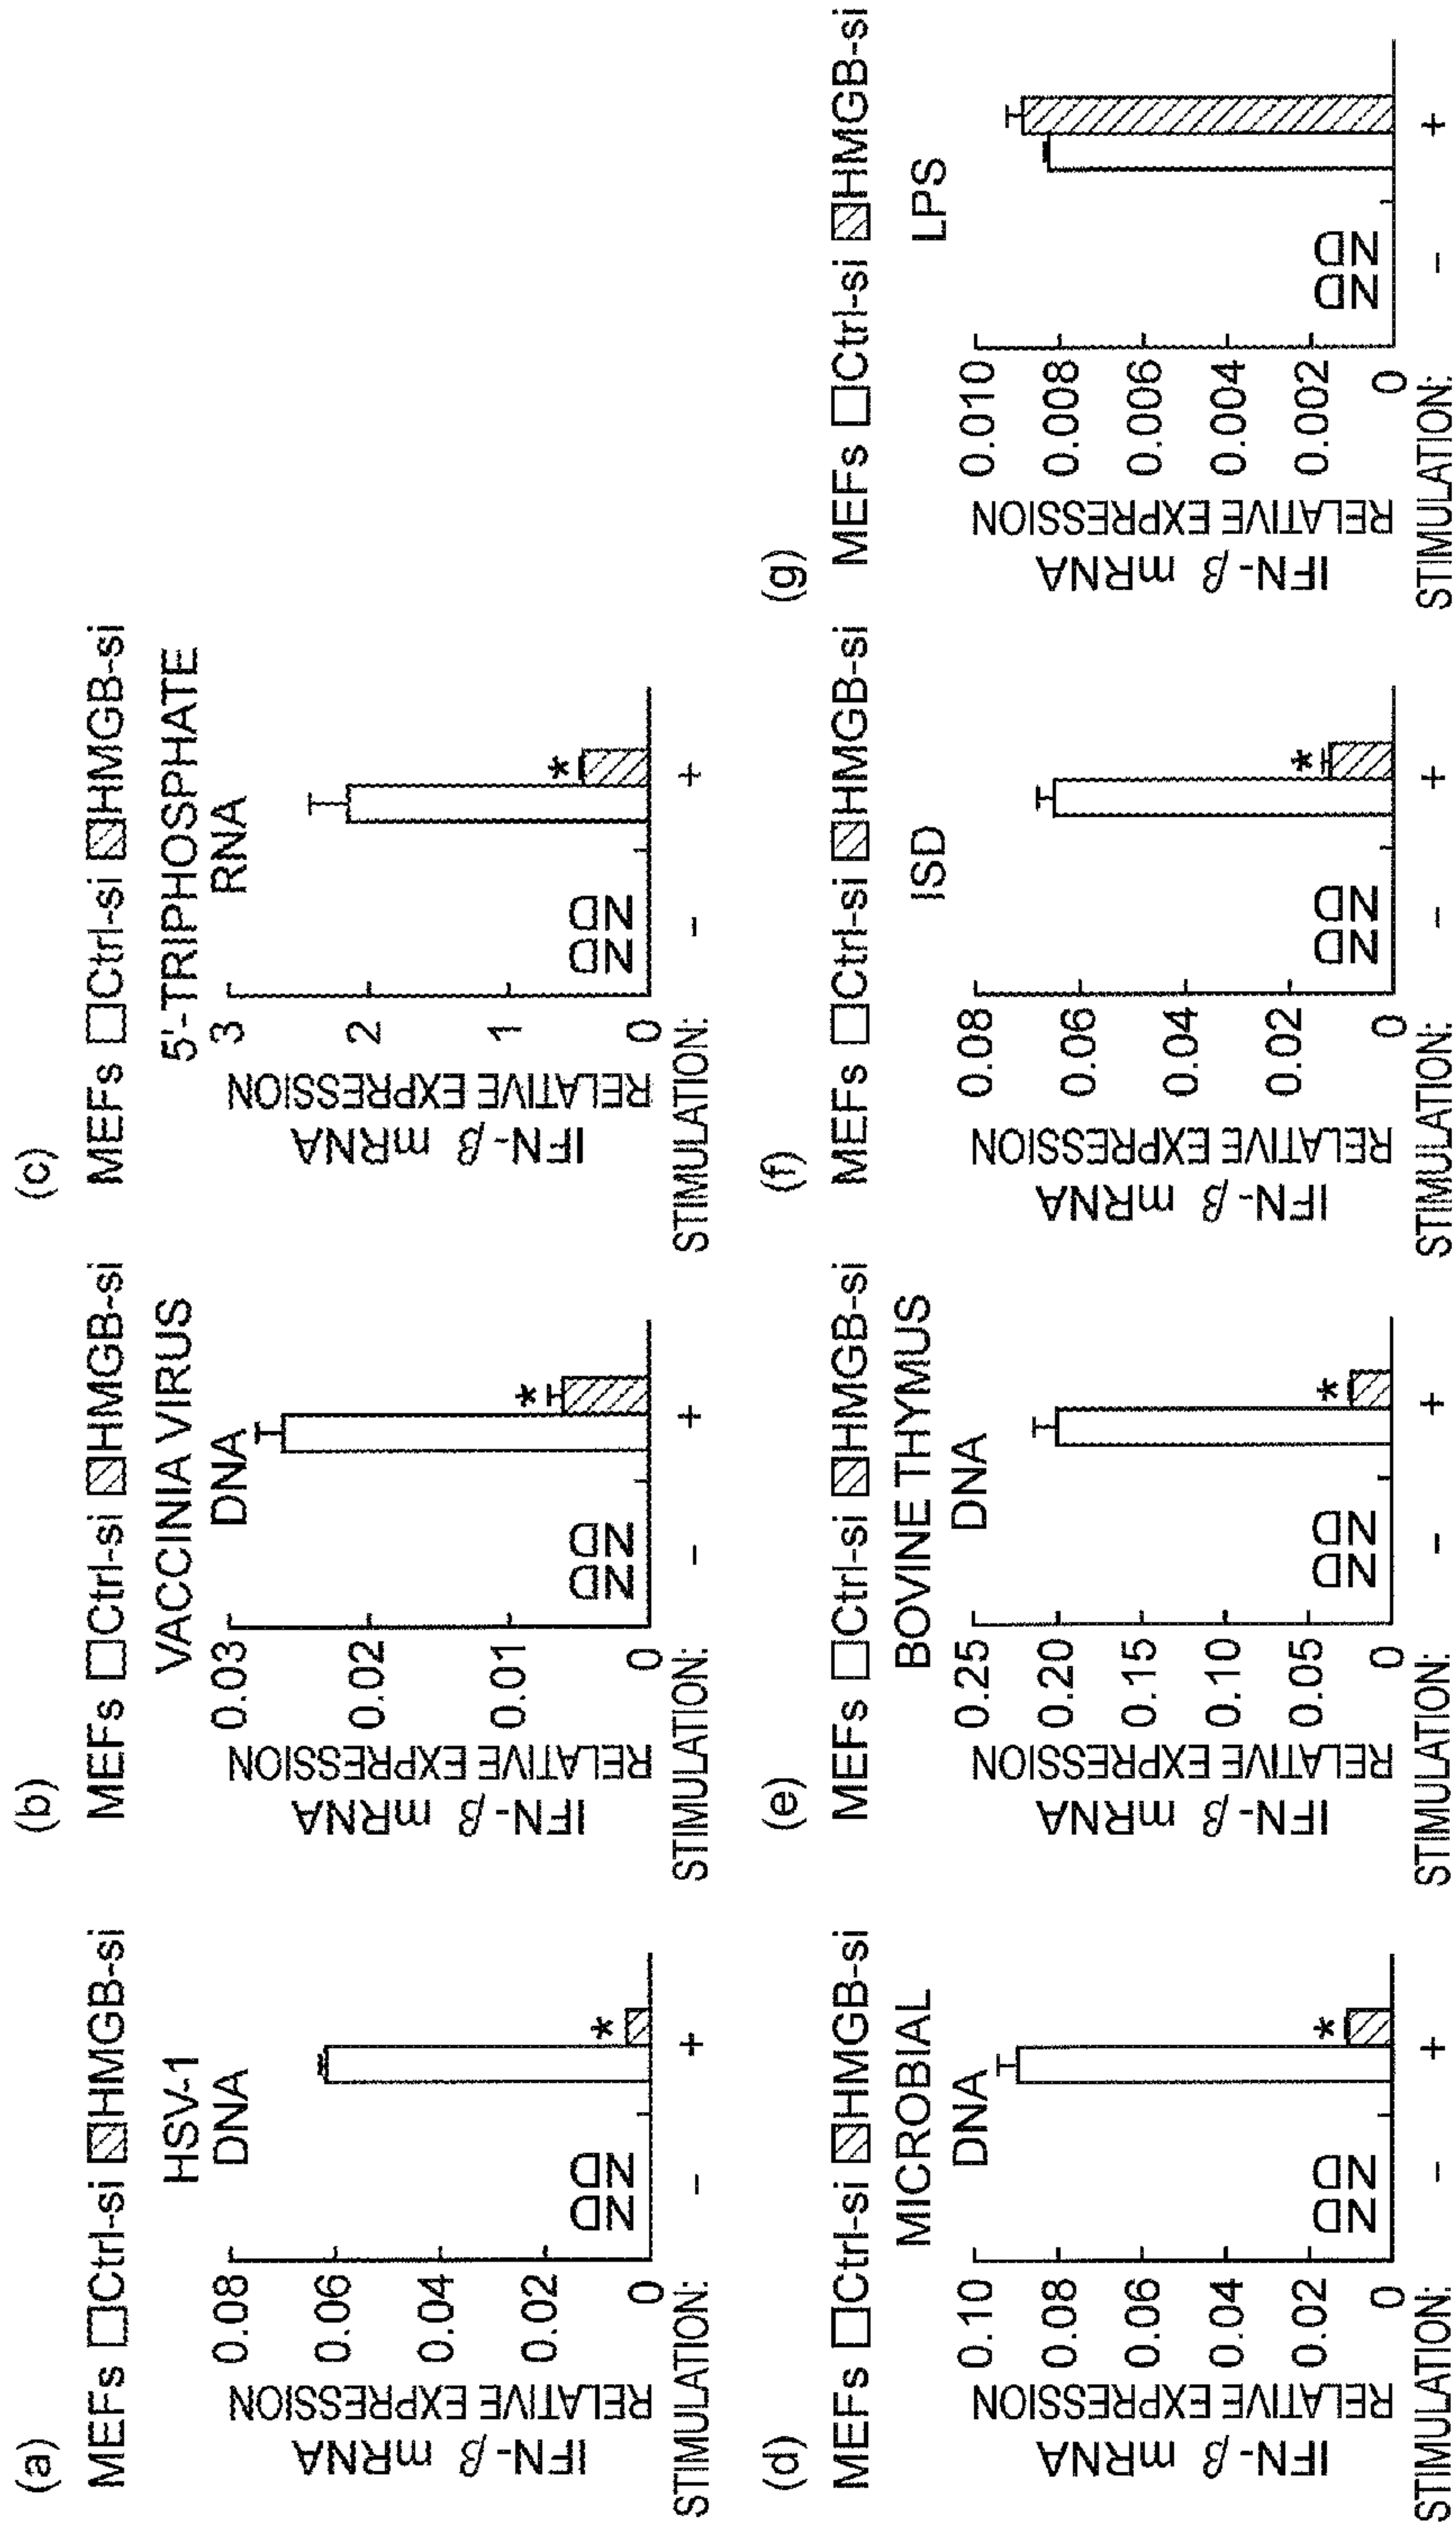 (a)
MEFs Ctrl-si HMGB-si
HSV-1
DNA
IFN-β mRNA
RELATIVE EXPRESSION
0.08
0.06
0.04
0.02
0
ND ND
*
STIMULATION: − +
(b)
MEFs Ctrl-si HMGB-si
VACCINIA VIRUS
DNA
IFN-β mRNA
RELATIVE EXPRESSION
0.03
0.02
0.01
0
ND ND
*
STIMULATION: − +
(c)
MEFs Ctrl-si HMGB-si
5'-TRIPHOSPHATE
RNA
IFN-β mRNA
RELATIVE EXPRESSION
3
2
1
0
ND ND
*
STIMULATION: − +
(d)
MEFs Ctrl-si HMGB-si
MICROBIAL
DNA
IFN-β mRNA
RELATIVE EXPRESSION
0.10
0.08
0.06
0.04
0.02
0
ND ND
*
STIMULATION: − +
(e)
MEFs Ctrl-si HMGB-si
BOVINE THYMUS
DNA
IFN-β mRNA
RELATIVE EXPRESSION
0.25
0.20
0.15
0.10
0.05
0
ND ND
*
STIMULATION: − +
(f)
MEFs Ctrl-si HMGB-si
ISD
IFN-β mRNA
RELATIVE EXPRESSION
0.08
0.06
0.04
0.02
0
ND ND
*
STIMULATION: − +
(g)
MEFs Ctrl-si HMGB-si
LPS
IFN-β mRNA
RELATIVE EXPRESSION
0.010
0.008
0.006
0.004
0.002
0
ND ND
STIMULATION: − +